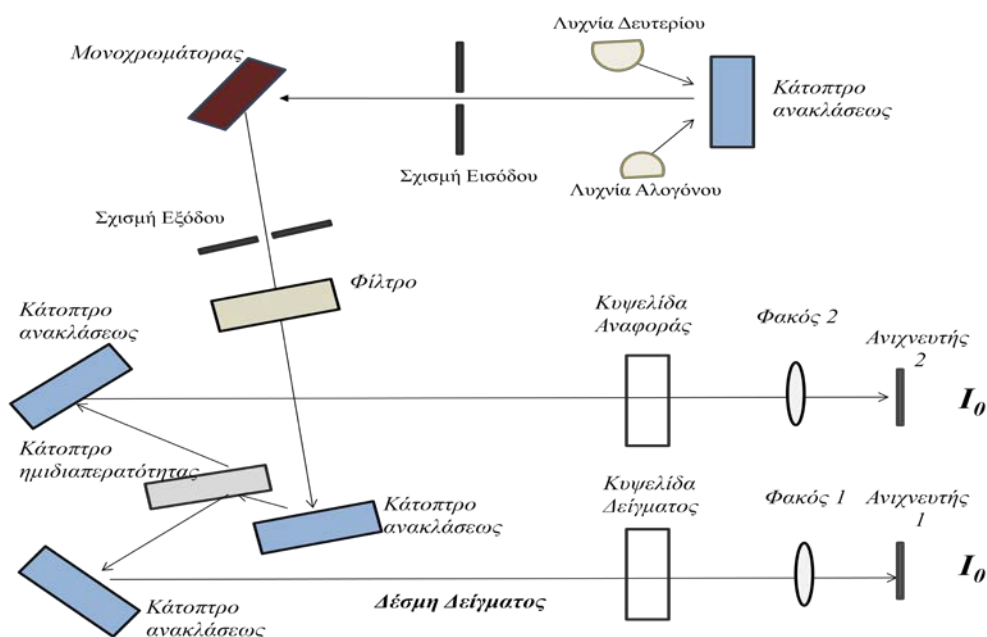 Λυχνία Δευτερίου
Μονοχρωμάτορας
Κάτοπτρο
ανακλάσεως
Σχισμή Εισόδου
Λυχνία Αλογόνου
Σχισμή Εξόδου
Φίλτρο
Κάτοπτρο
ανακλάσεως
Κυψελίδα
Αναφοράς
Φακός 2
Ανιχνευτής
2
I0
Κάτοπτρο
ημιδιαπερατότητας
Κάτοπτρο
ανακλάσεως
Κυψελίδα
Δείγματος
Φακός 1
Ανιχνευτής
1
I0
Κάτοπτρο
ανακλάσεως
Δέσμη Δείγματος